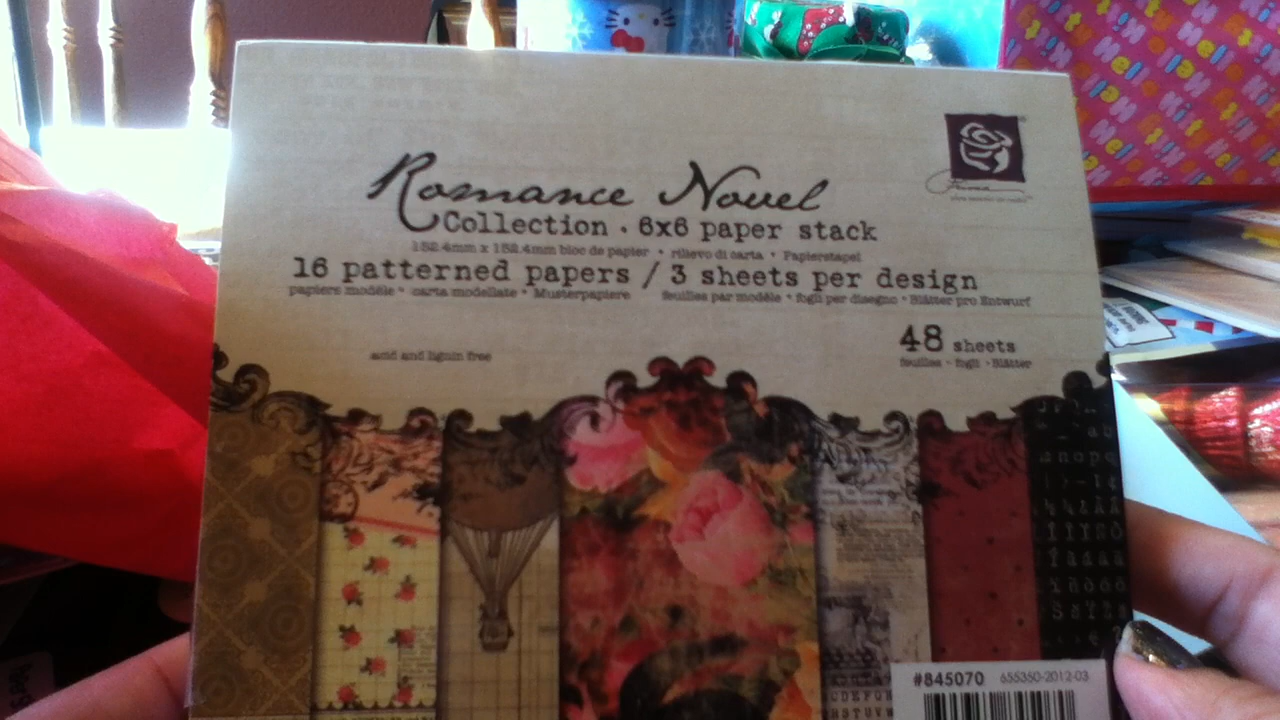 Romance Novel
Collection • 6x6 paper stack
152.4mm x 152.4mm bloc de papier • rilievo di carta • Papierstapel
16 patterned papers / 3 sheets per design
papiers modèle • carta modellate • Musterpapiere feuilles par modèle • fogli per disegno • Blätter pro Entwurf
48 sheets
feuilles • fogli • Blätter
acid and lignin free
Prima
#845070 655350-2012-03